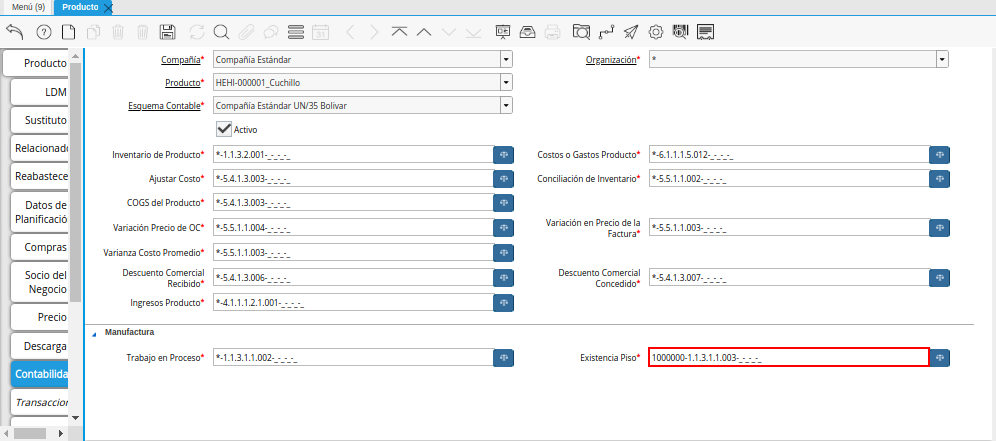 Menú (9) Producto
31
Producto
LDM
Sustituto
Relacionado
Reabastece
Datos de
Planificació
Compras
Socio del
Negocio
Precio
Descarga
Contabilida
Transaccion
Compañía* Compañía Estándar Organización* *
Producto* HEHI-000001_Cuchillo
Esquema Contable* Compañía Estándar UN/35 Bolivar
Activo
Inventario de Producto* *-1.1.3.2.001-_-_-_-_ Costos o Gastos Producto* *-6.1.1.1.5.012-_-_-_-_
Ajustar Costo* *-5.4.1.3.003-_-_-_-_ Conciliación de Inventario* *-5.5.1.1.002-_-_-_-_
COGS del Producto* *-5.4.1.3.003-_-_-_-_
Variación Precio de OC* *-5.5.1.1.004-_-_-_-_ Variación en Precio de la
Factura* *-5.5.1.1.003-_-_-_-_
Varianza Costo Promedio* *-5.5.1.1.003-_-_-_-_
Descuento Comercial
Recibido* *-5.4.1.3.006-_-_-_-_ Descuento Comercial
Concedido* *-5.4.1.3.007-_-_-_-_
Ingresos Producto* *-4.1.1.1.2.1.001-_-_-_-_
Manufactura
Trabajo en Proceso* *-1.1.3.1.1.002-_-_-_-_ Existencia Piso* 1000000-1.1.3.1.1.003-_-_-_-_